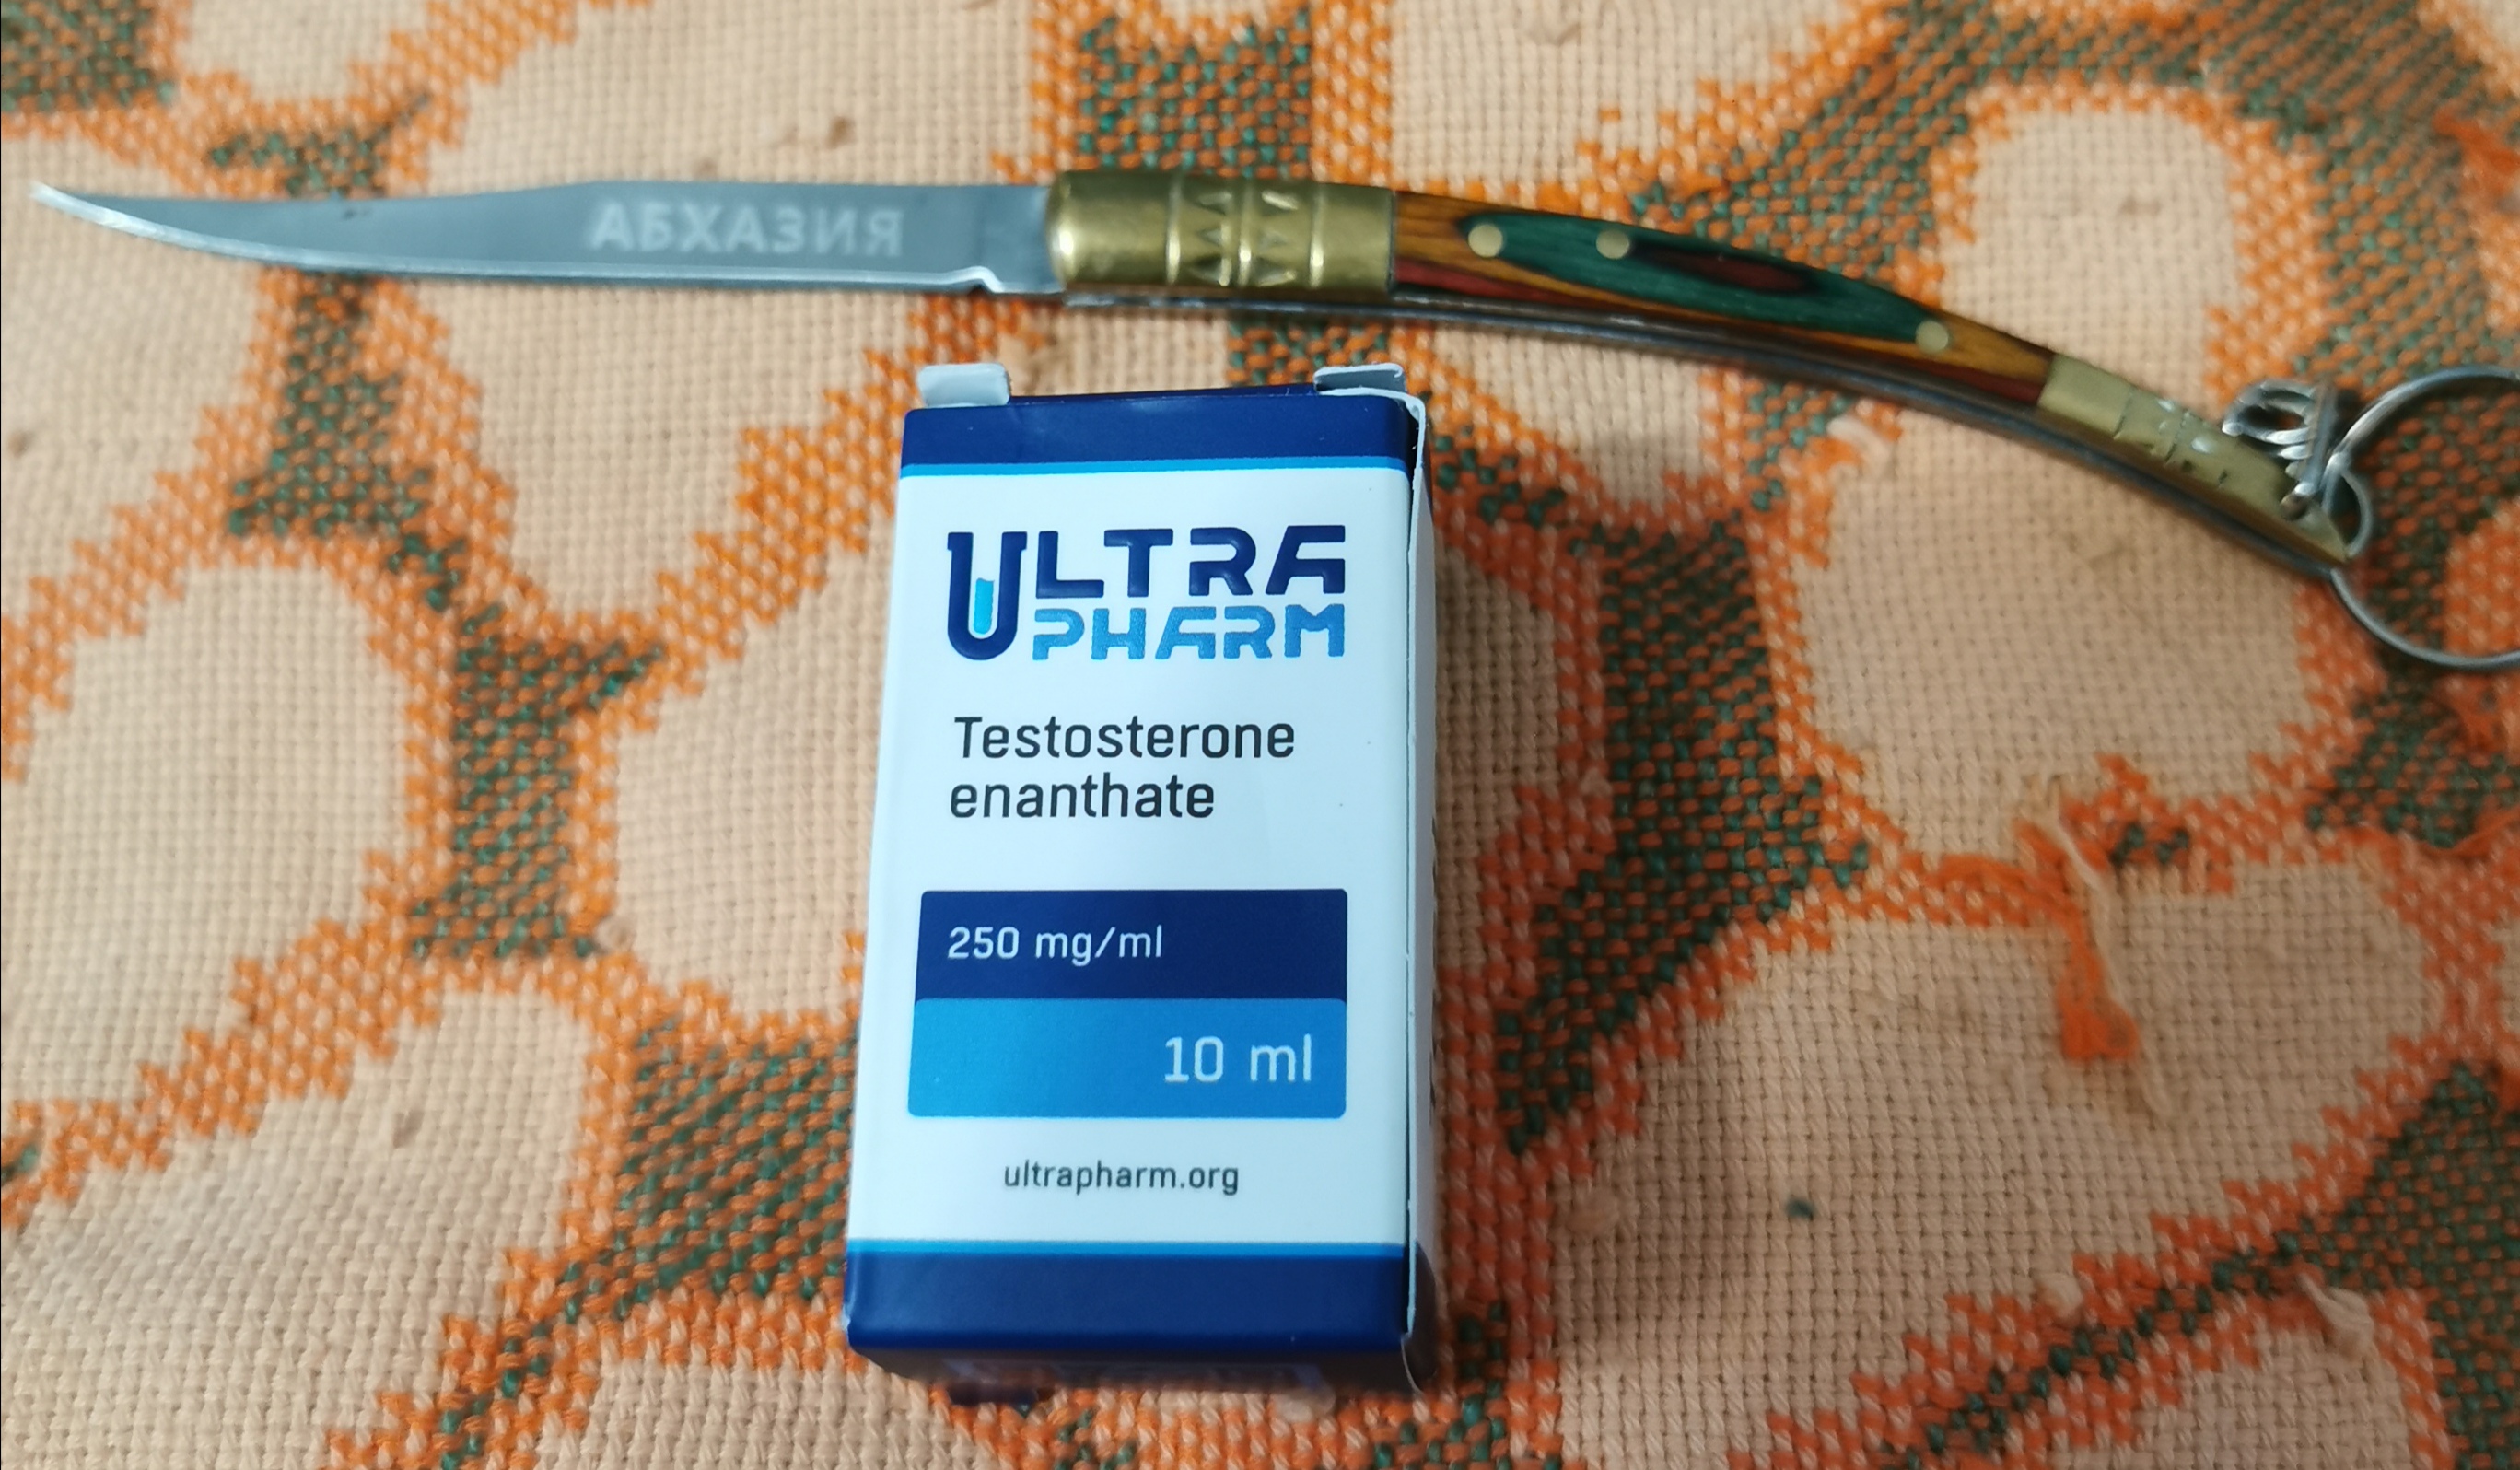 АБХАЗИЯ
ULTRA
PHARM
Testosterone
enanthate
250 mg/ml
10 ml
ultrapharm.org